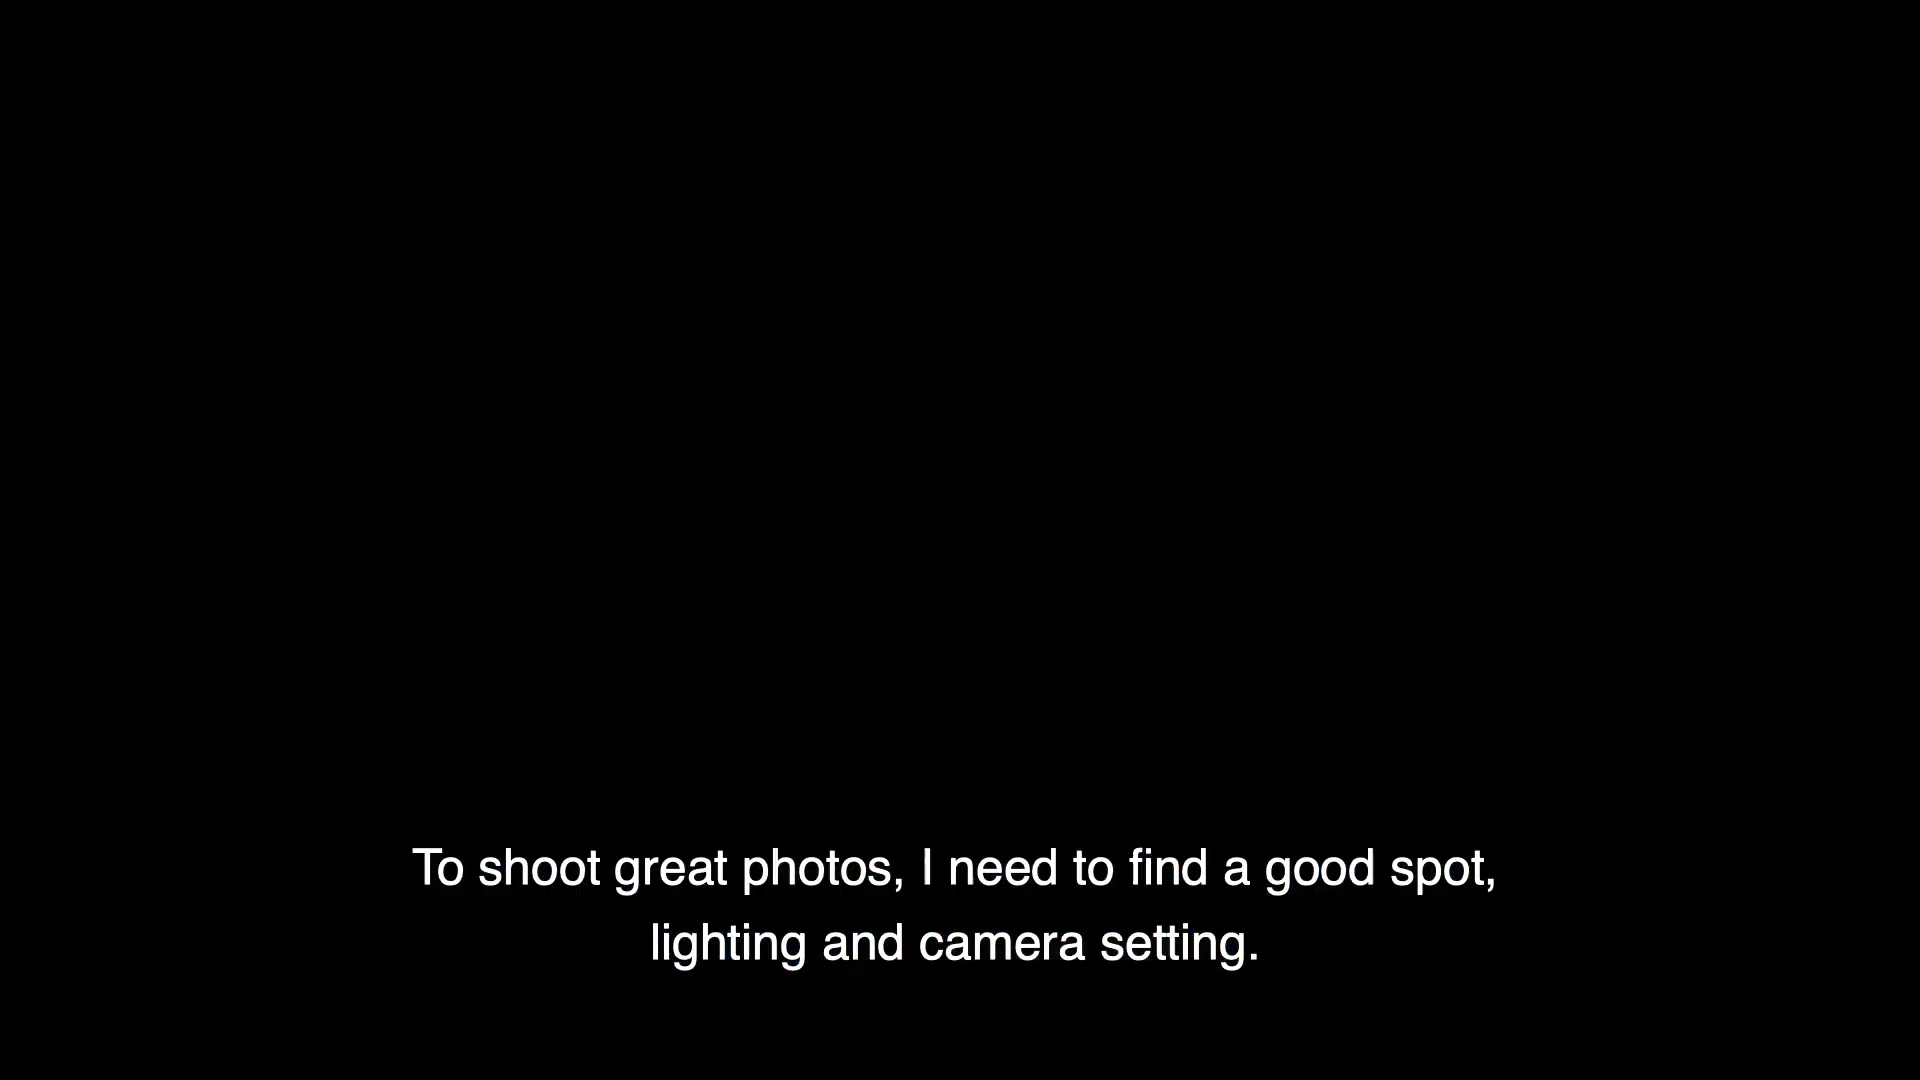 To shoot great photos, I need to find a good spot,
lighting and camera setting.